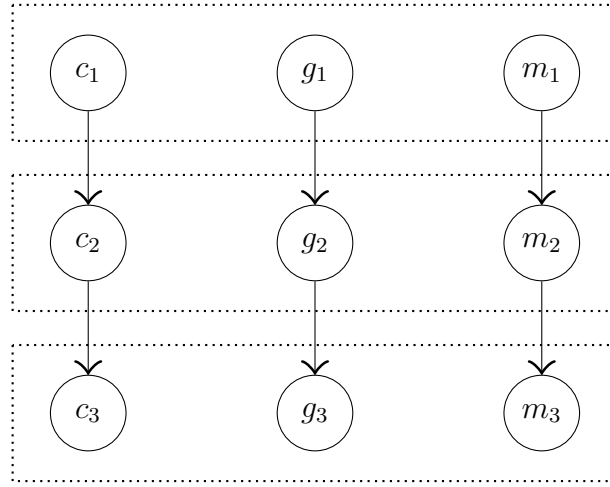 c₁ g₁ m₁
c₂ g₂ m₂
c₃ g₃ m₃